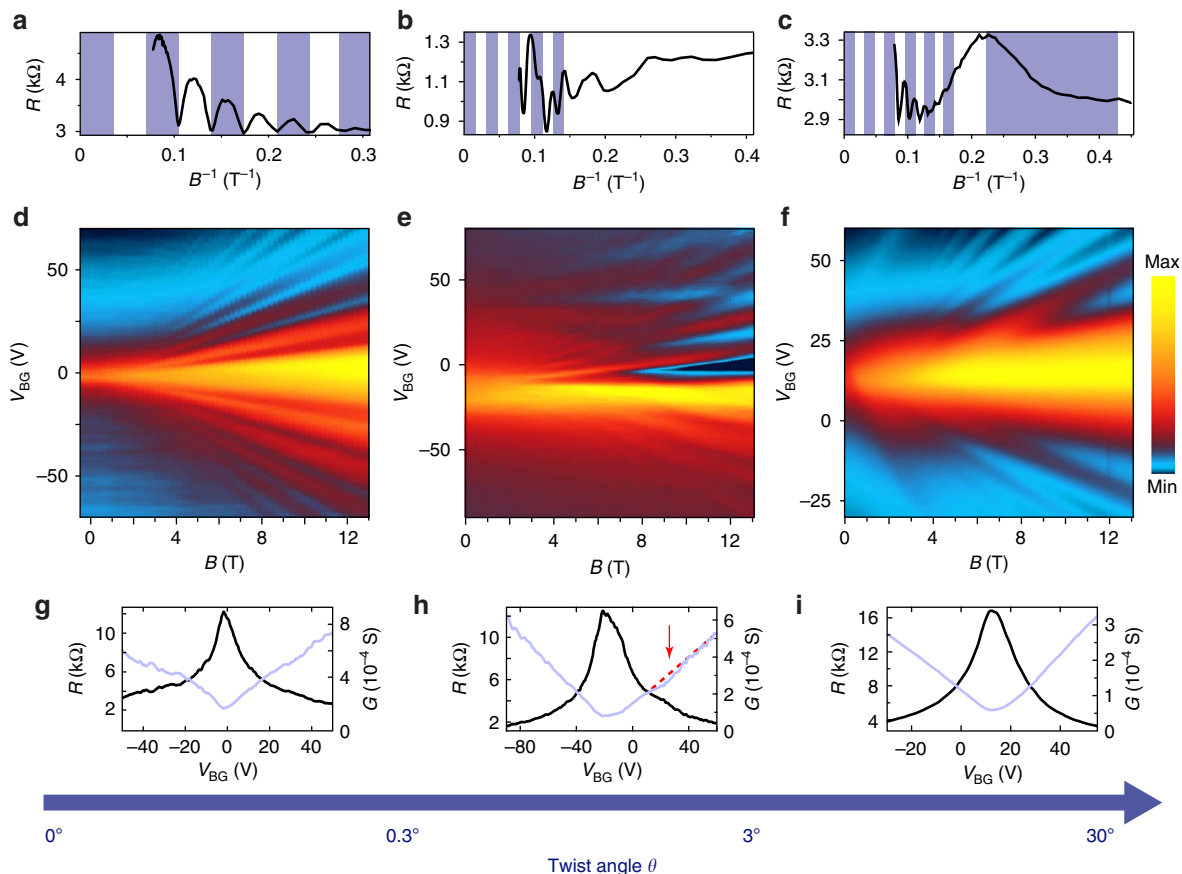 a
b
c
R (kΩ)
4
3
0
0.1
0.2
0.3
B⁻¹ (T⁻¹)
R (kΩ)
1.3
1.1
0.9
0
0.1
0.2
0.3
0.4
B⁻¹ (T⁻¹)
R (kΩ)
3.3
3.1
2.9
0
0.1
0.2
0.3
0.4
B⁻¹ (T⁻¹)
d
e
f
V_BG (V)
50
0
–50
0
4
8
12
B (T)
V_BG (V)
50
0
–50
0
4
8
12
B (T)
V_BG (V)
50
25
0
–25
0
4
8
12
B (T)
Max
Min
g
h
i
R (kΩ)
10
6
2
8
4
0
G (10⁻⁴ S)
–40
–20
0
20
40
V_BG (V)
R (kΩ)
10
6
2
6
4
2
0
G (10⁻⁴ S)
–80
–40
0
40
V_BG (V)
R (kΩ)
16
12
8
4
3
2
1
0
G (10⁻⁴ S)
–20
0
20
40
V_BG (V)
0°
0.3°
3°
30°
Twist angle θ